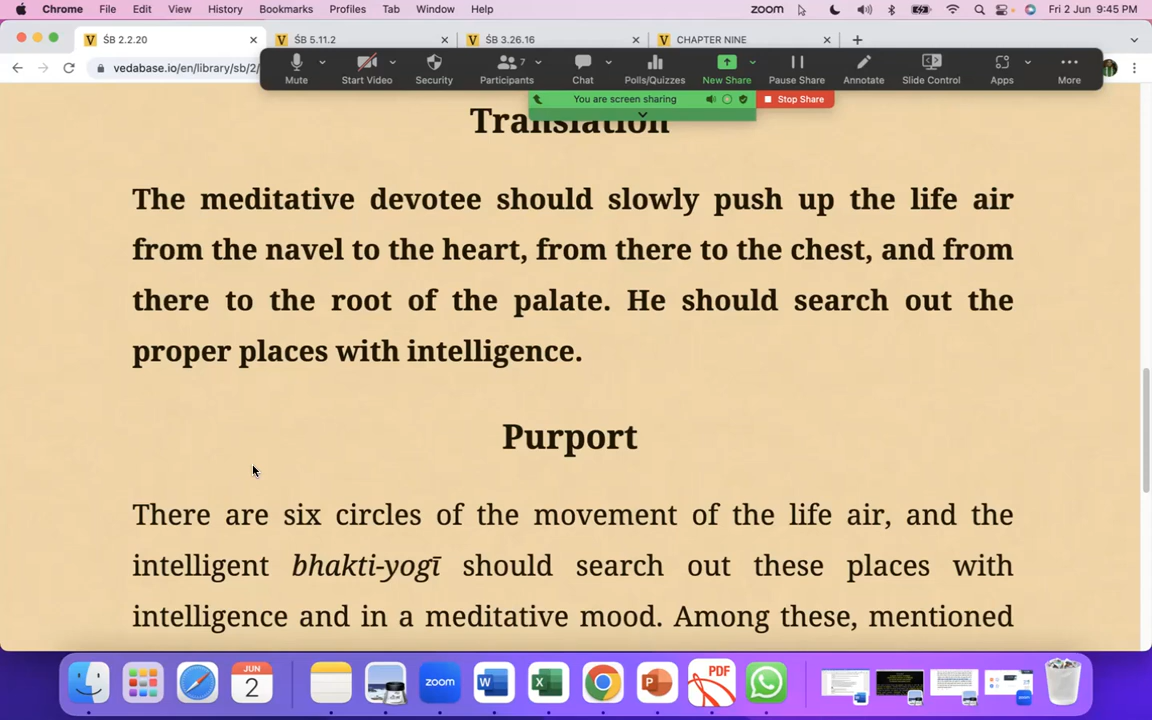 Chrome File Edit View History Bookmarks Profiles Tab Window Help zoom Fri 2 Jun 9:45 PM
ŚB 2.2.20 ŚB 5.11.2 ŚB 3.26.16 CHAPTER NINE
vedabase.io/en/library/sb/2/
Mute Start Video Security Participants 7 Chat Polls/Quizzes New Share Pause Share Annotate Slide Control Apps More
You are screen sharing Stop Share
Translation
The meditative devotee should slowly push up the life air
from the navel to the heart, from there to the chest, and from
there to the root of the palate. He should search out the
proper places with intelligence.
Purport
There are six circles of the movement of the life air, and the
intelligent bhakti-yogī should search out these places with
intelligence and in a meditative mood. Among these, mentioned
JUN
2
zoom
W
X
P
PDF